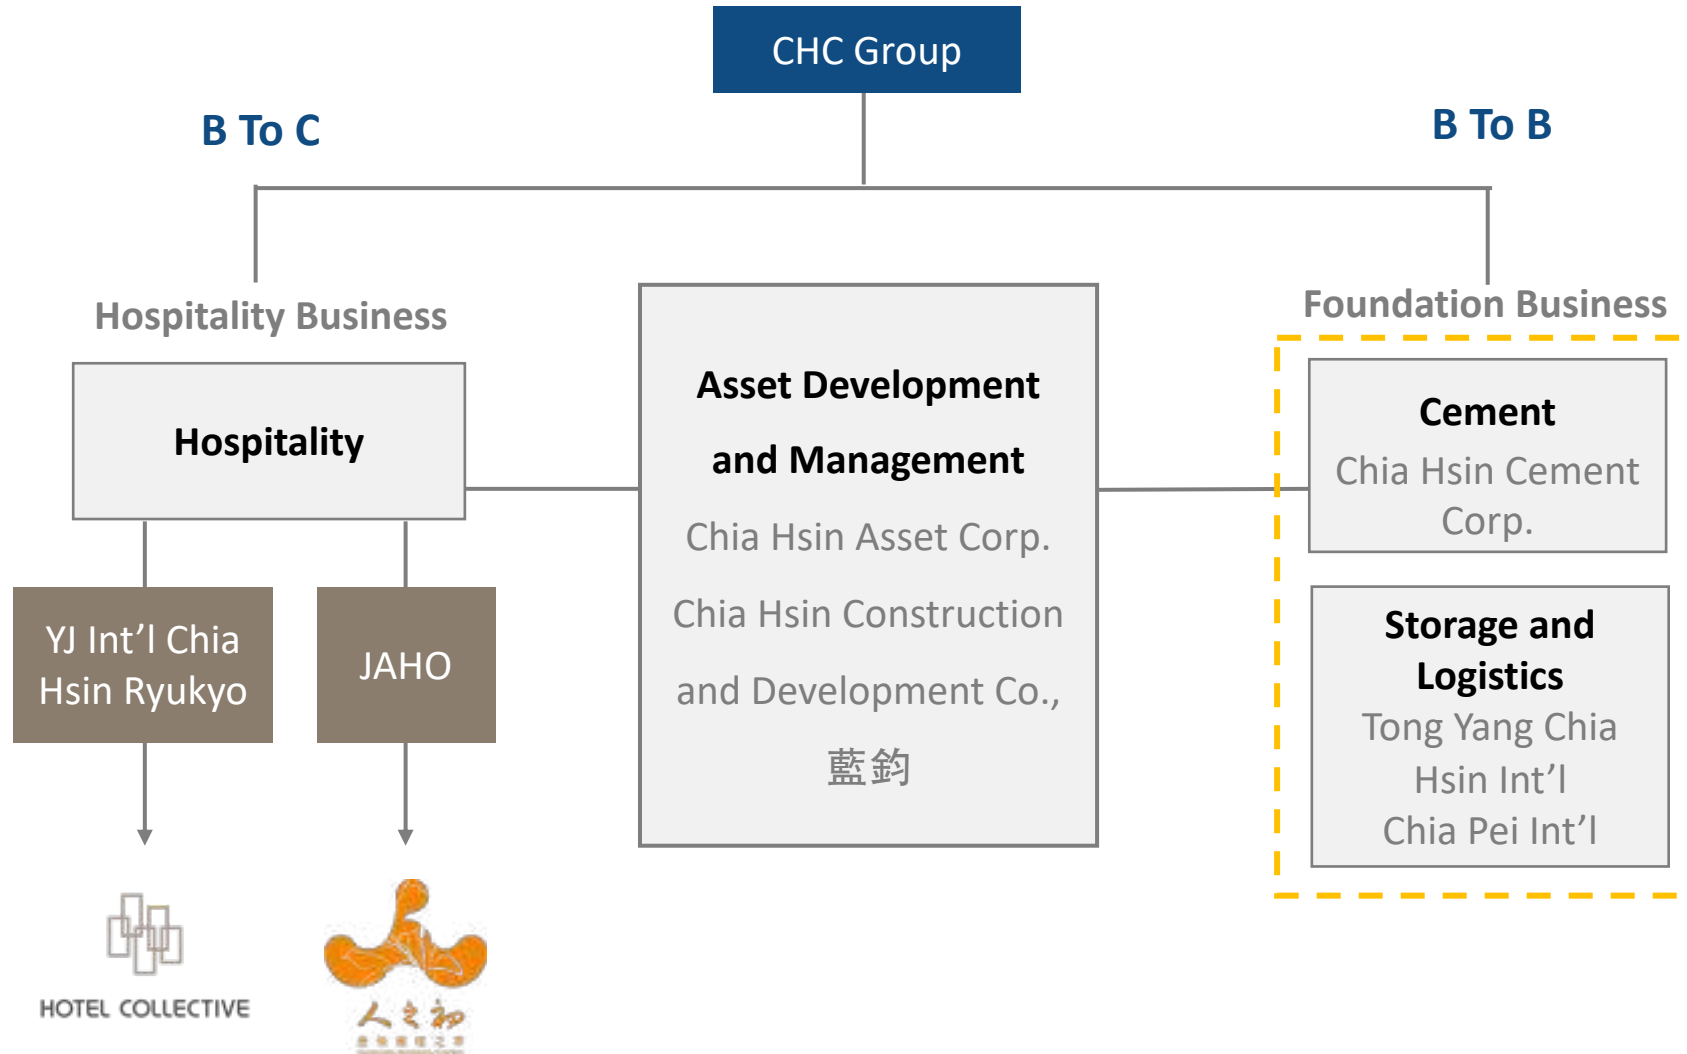 CHC Group
B To C
B To B
Hospitality Business
Foundation Business
Hospitality
Asset Development
and Management
Chia Hsin Asset Corp.
Chia Hsin Construction
and Development Co.,
藍鈞
Cement
Chia Hsin Cement
Corp.
Storage and
Logistics
Tong Yang Chia
Hsin Int’l
Chia Pei Int’l
YJ Int’l Chia
Hsin Ryukyo
JAHO
HOTEL COLLECTIVE
人之初